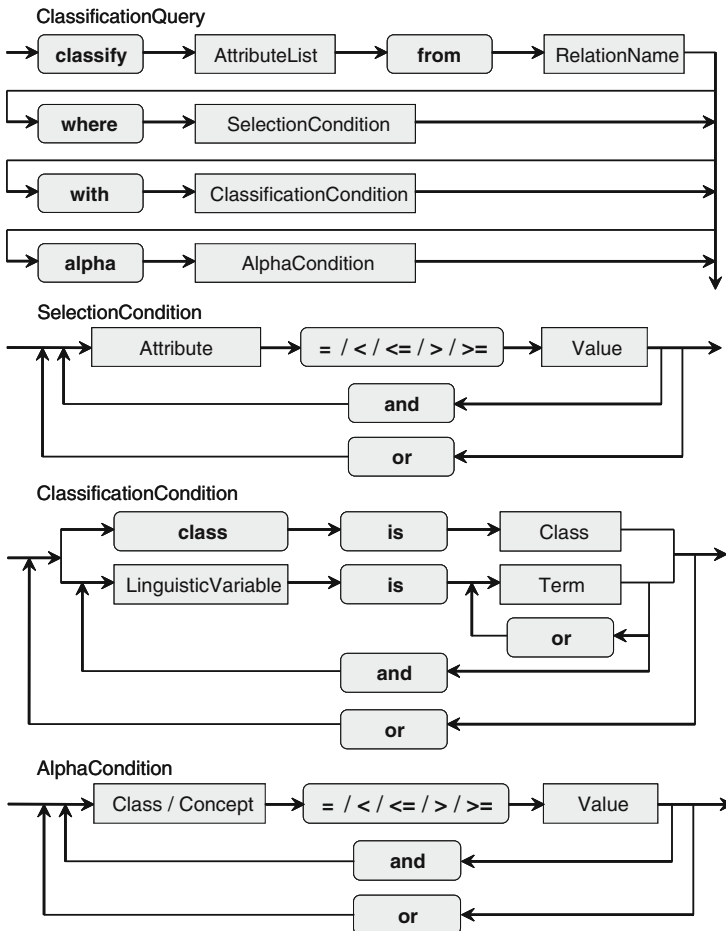 ClassificationQuery
classify AttributeList from RelationName
where SelectionCondition
with ClassificationCondition
alpha AlphaCondition
SelectionCondition
Attribute = / < / <= / > / >= Value
and
or
ClassificationCondition
class is Class
LinguisticVariable is Term
or
and
or
AlphaCondition
Class / Concept = / < / <= / > / >= Value
and
or